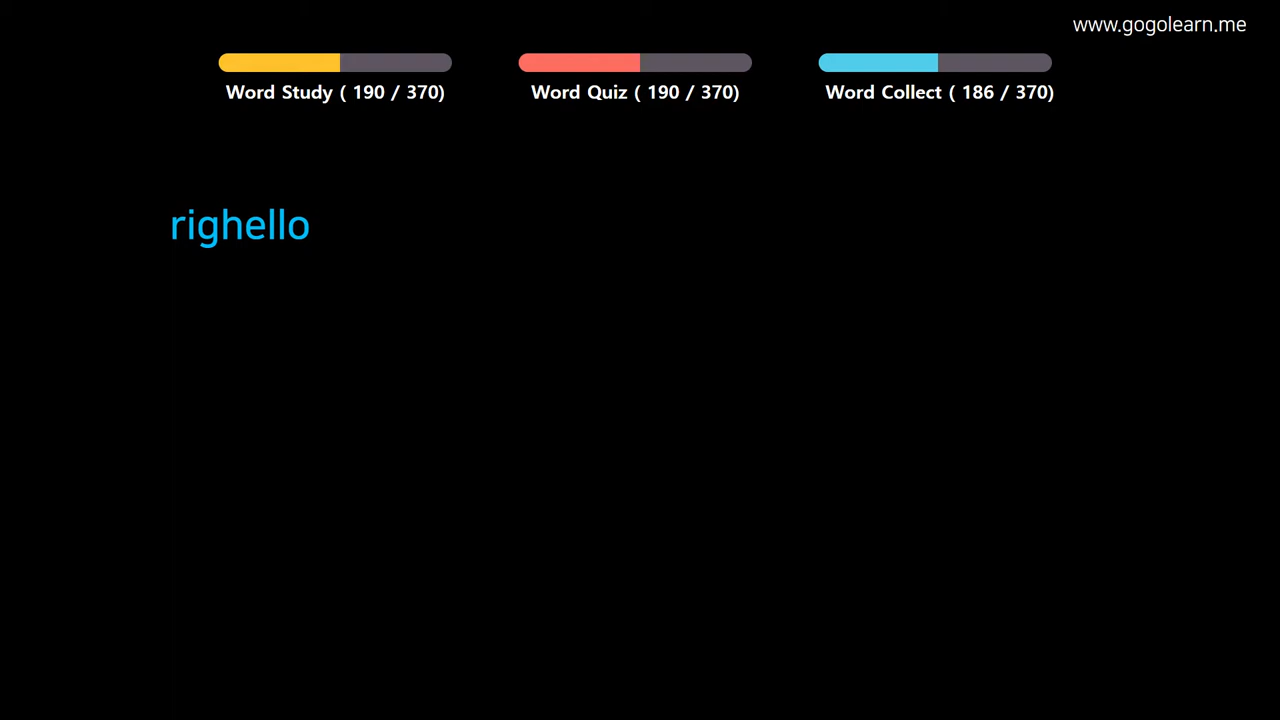 www.gogolearn.me
Word Study ( 190 / 370)
Word Quiz ( 190 / 370)
Word Collect ( 186 / 370)
righello